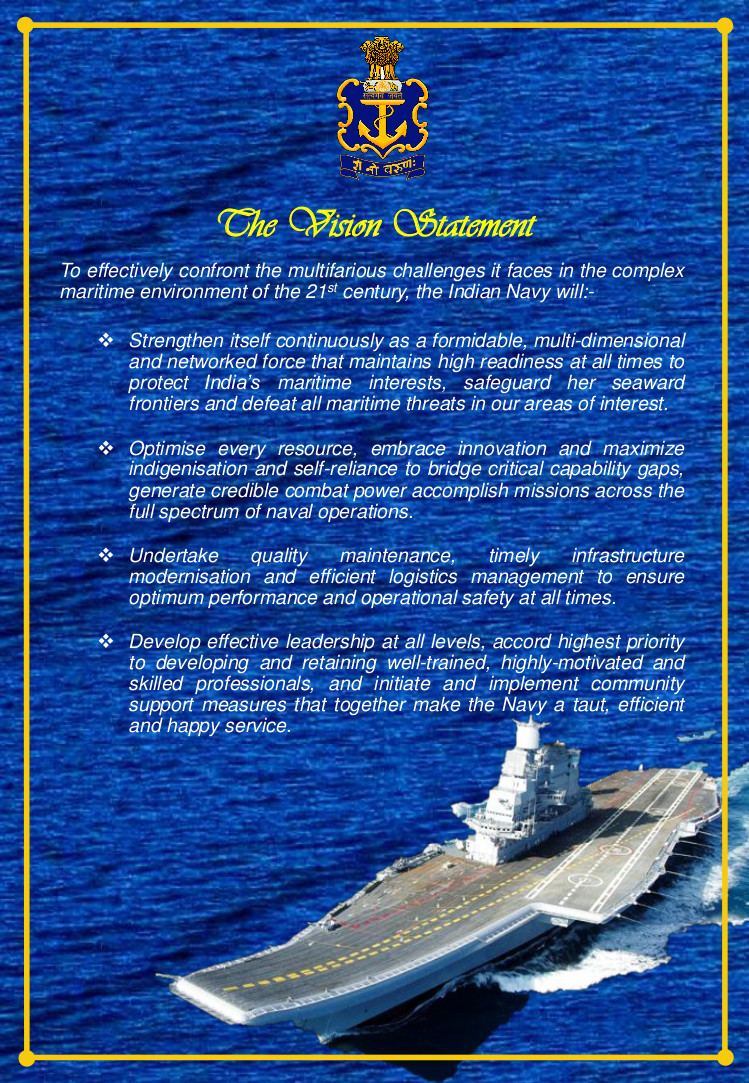 शं नो वरुणः
The Vision Statement
To effectively confront the multifarious challenges it faces in the complex
maritime environment of the 21st century, the Indian Navy will:-
❖ Strengthen itself continuously as a formidable, multi-dimensional
and networked force that maintains high readiness at all times to
protect India's maritime interests, safeguard her seaward
frontiers and defeat all maritime threats in our areas of interest.
❖ Optimise every resource, embrace innovation and maximize
indigenisation and self-reliance to bridge critical capability gaps,
generate credible combat power accomplish missions across the
full spectrum of naval operations.
❖ Undertake quality maintenance, timely infrastructure
modernisation and efficient logistics management to ensure
optimum performance and operational safety at all times.
❖ Develop effective leadership at all levels, accord highest priority
to developing and retaining well-trained, highly-motivated and
skilled professionals, and initiate and implement community
support measures that together make the Navy a taut, efficient
and happy service.